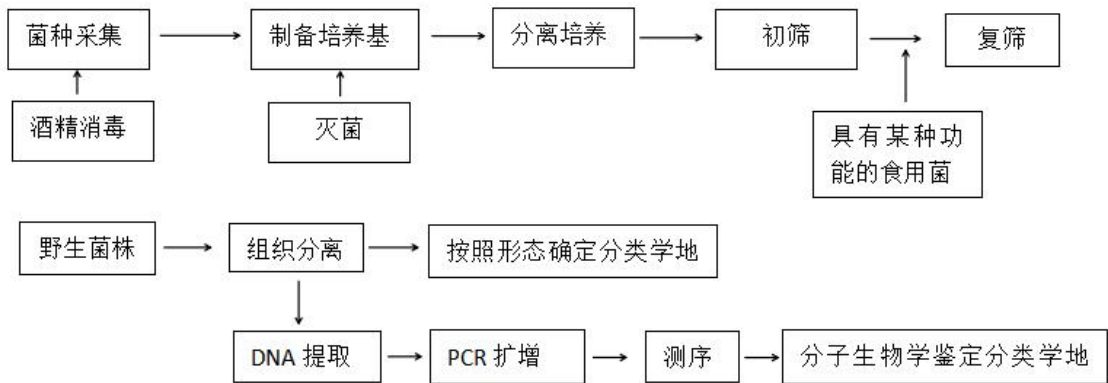 菌种采集
制备培养基
分离培养
初筛
复筛
酒精消毒
灭菌
具有某种功
能的食用菌
野生菌株
组织分离
按照形态确定分类学地
DNA 提取
PCR 扩增
测序
分子生物学鉴定分类学地